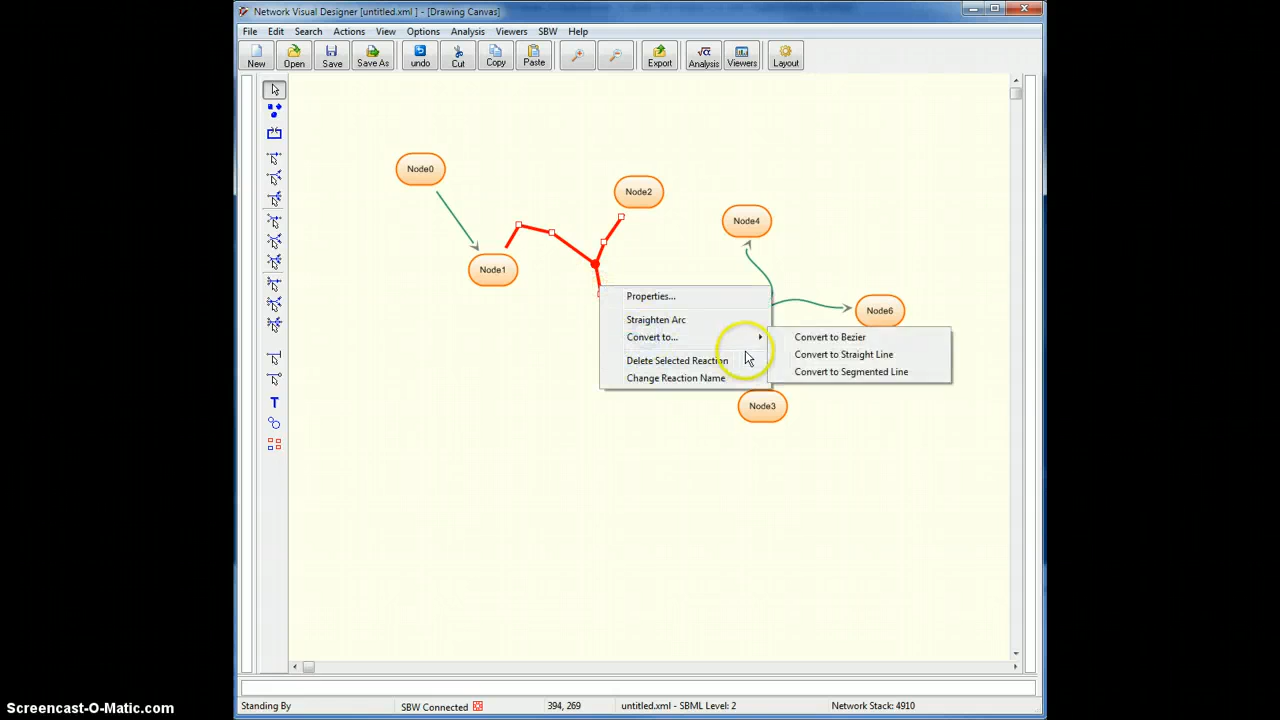 Network Visual Designer [untitled.xml ] - [Drawing Canvas]
File Edit Search Actions View Options Analysis Viewers SBW Help
New Open Save Save As undo Cut Copy Paste Export Analysis Viewers Layout
Node0
Node2
Node4
Node1
Node6
Properties...
Straighten Arc
Convert to...
Delete Selected Reaction
Change Reaction Name
Convert to Bezier
Convert to Straight Line
Convert to Segmented Line
Node3
T
Standing By SBW Connected 394, 269 untitled.xml - SBML Level: 2 Network Stack: 4910
Screencast-O-Matic.com